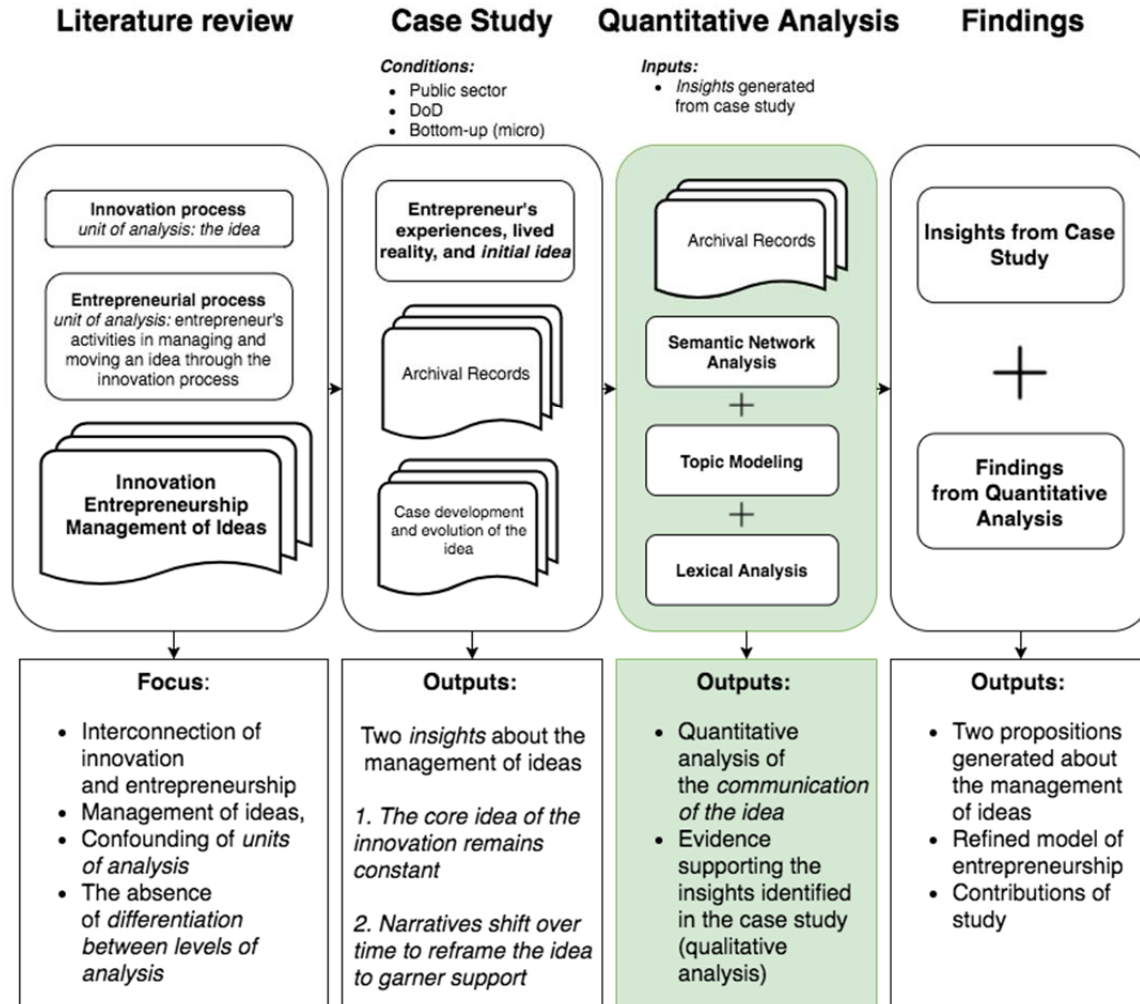 Literature review
Innovation process
unit of analysis: the idea
Entrepreneurial process
unit of analysis: entrepreneur's
activities in managing and
moving an idea through the
innovation process
Innovation
Entrepreneurship
Management of Ideas
Focus:
• Interconnection of
innovation
and entrepreneurship
• Management of ideas,
• Confounding of units
of analysis
• The absence
of differentiation
between levels of
analysis
Case Study
Conditions:
• Public sector
• DoD
• Bottom-up (micro)
Entrepreneur's
experiences, lived
reality, and initial idea
Archival Records
Case development
and evolution of the
idea
Outputs:
Two insights about the
management of ideas
1. The core idea of the
innovation remains
constant
2. Narratives shift over
time to reframe the idea
to garner support
Quantitative Analysis
Inputs:
• Insights generated
from case study
Archival Records
Semantic Network
Analysis
+
Topic Modeling
+
Lexical Analysis
Outputs:
• Quantitative
analysis of
the communication
of the idea
• Evidence
supporting the
insights identified
in the case study
(qualitative
analysis)
Findings
Insights from Case
Study
+
Findings
from Quantitative
Analysis
Outputs:
• Two propositions
generated about
the management
of ideas
• Refined model of
entrepreneurship
• Contributions of
study